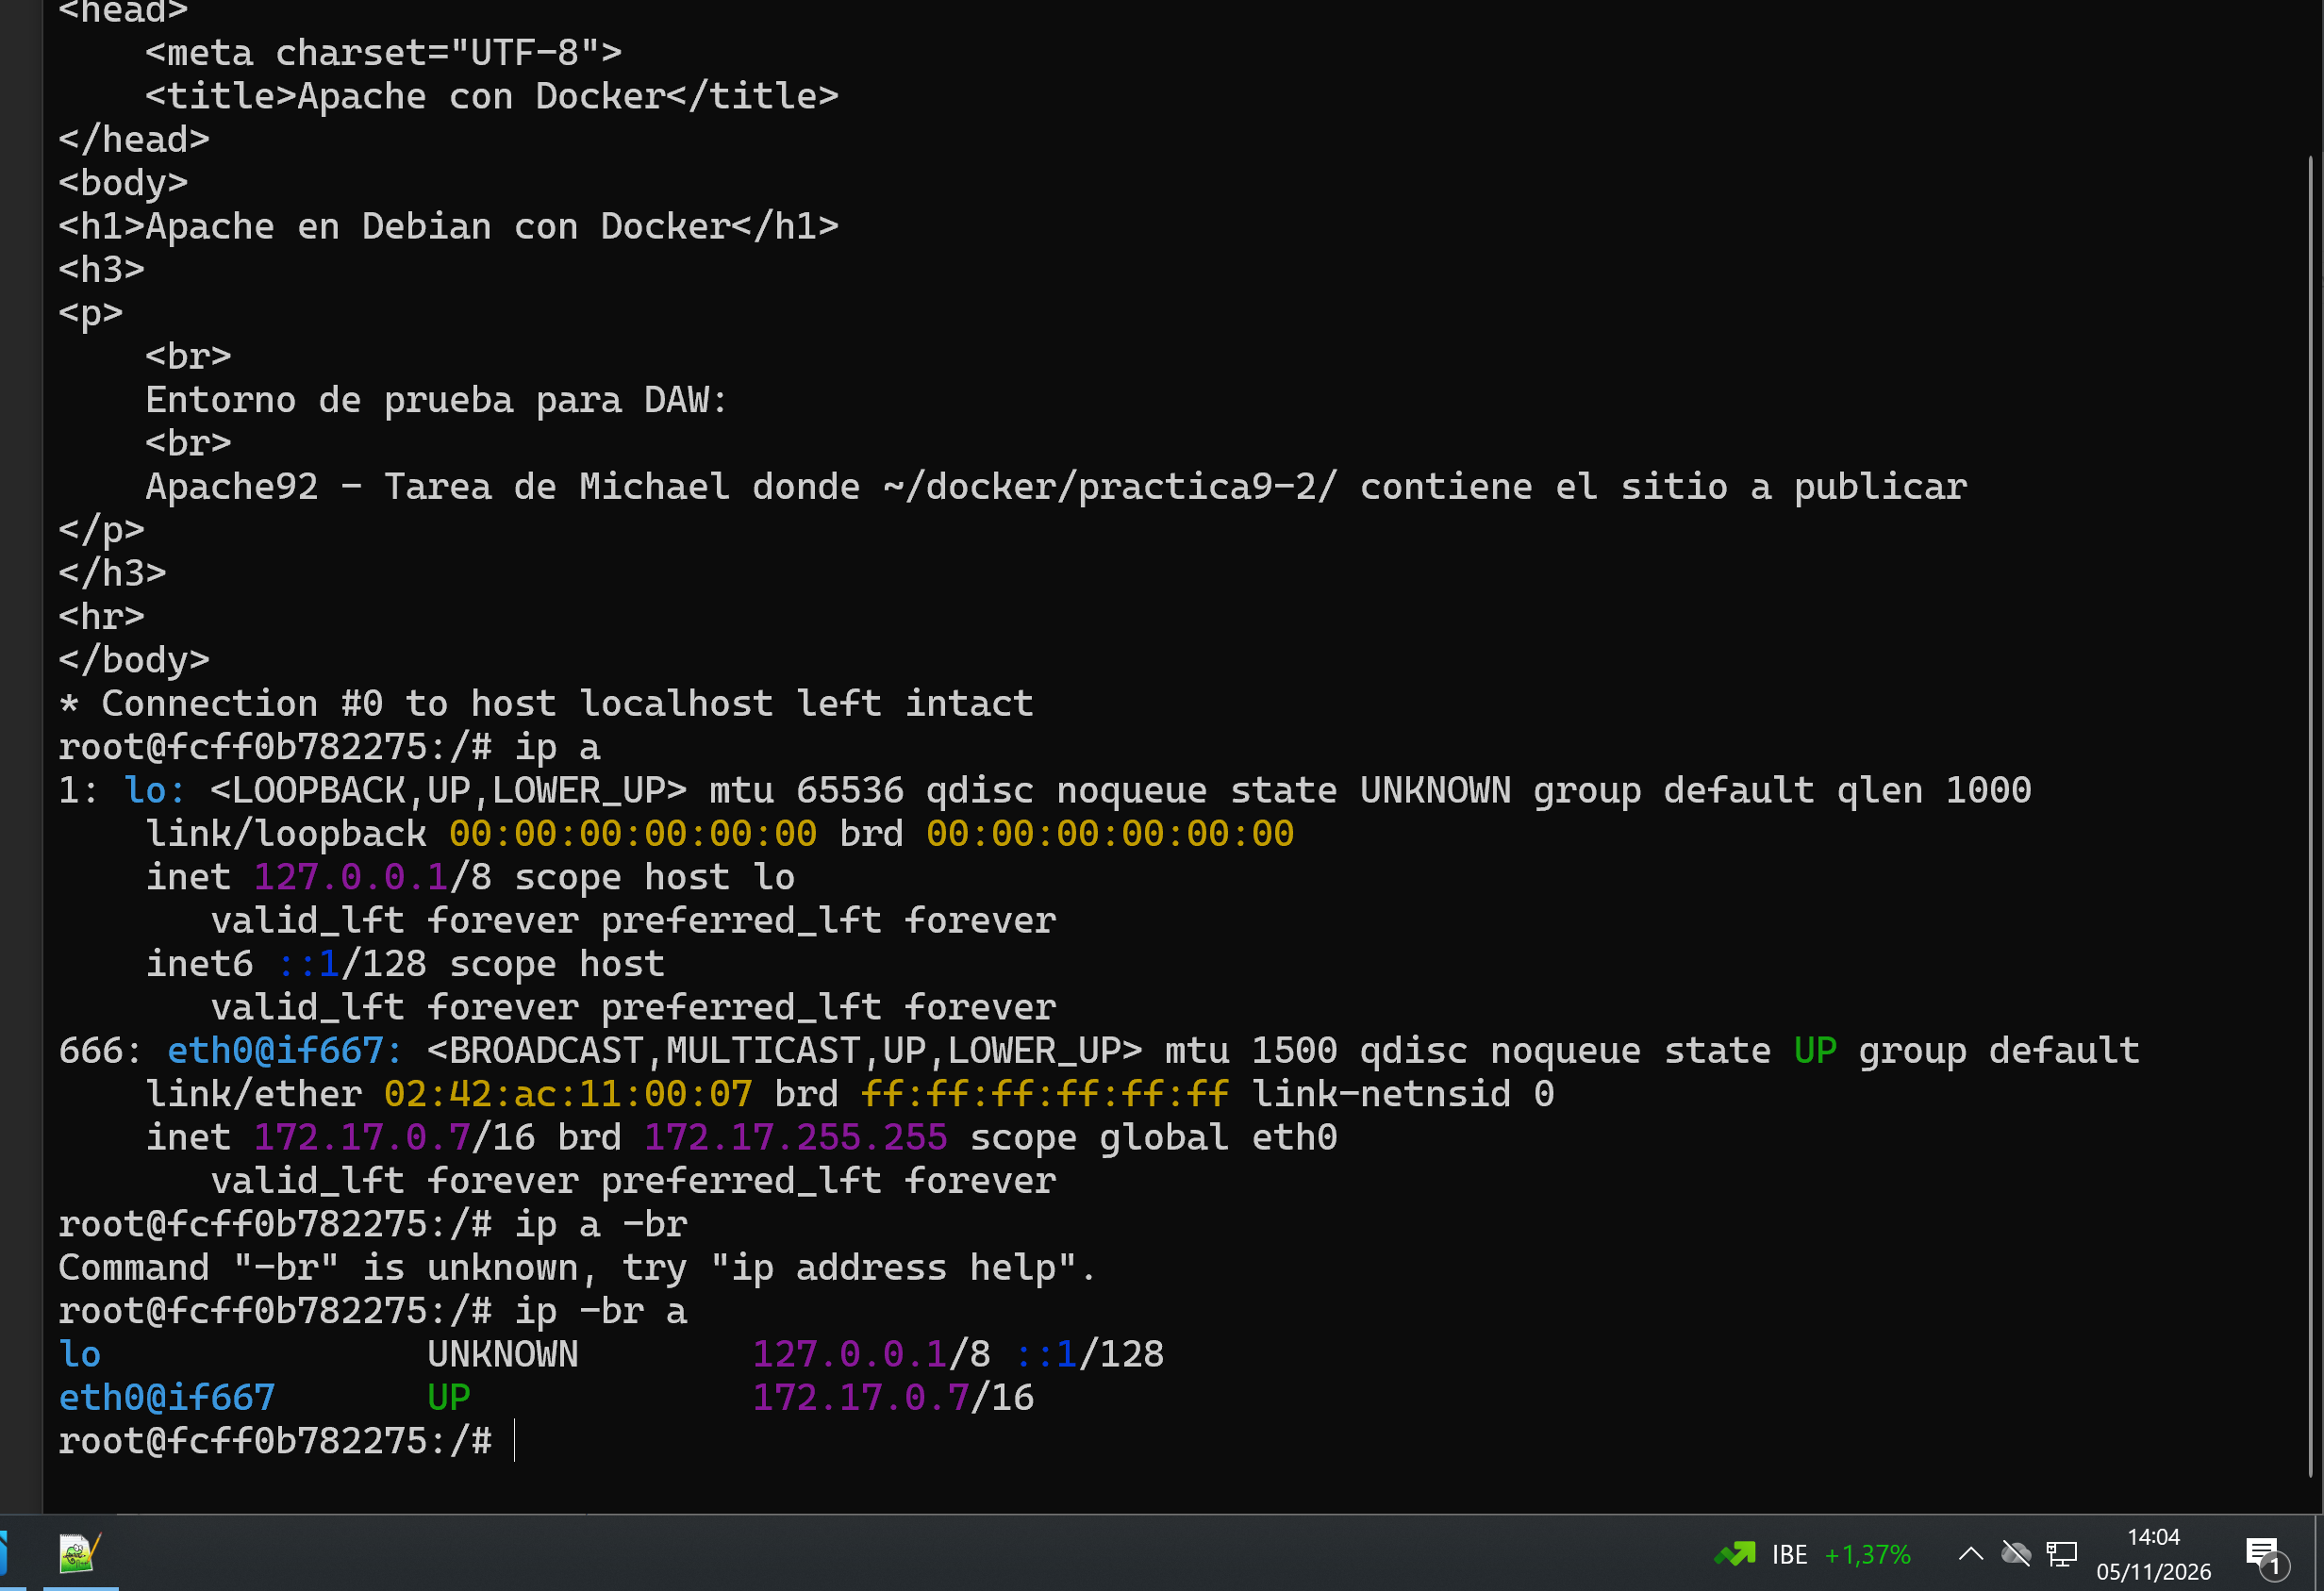 <head>
    <meta charset="UTF-8">
    <title>Apache con Docker</title>
</head>
<body>
<h1>Apache en Debian con Docker</h1>
<h3>
<p>
    <br>
    Entorno de prueba para DAW:
    <br>
    Apache92 - Tarea de Michael donde ~/docker/practica9-2/ contiene el sitio a publicar
</p>
</h3>
<hr>
</body>
* Connection #0 to host localhost left intact
root@fcff0b782275:/# ip a
1: lo: <LOOPBACK,UP,LOWER_UP> mtu 65536 qdisc noqueue state UNKNOWN group default qlen 1000
    link/loopback 00:00:00:00:00:00 brd 00:00:00:00:00:00
    inet 127.0.0.1/8 scope host lo
       valid_lft forever preferred_lft forever
    inet6 ::1/128 scope host
       valid_lft forever preferred_lft forever
666: eth0@if667: <BROADCAST,MULTICAST,UP,LOWER_UP> mtu 1500 qdisc noqueue state UP group default
    link/ether 02:42:ac:11:00:07 brd ff:ff:ff:ff:ff:ff link-netnsid 0
    inet 172.17.0.7/16 brd 172.17.255.255 scope global eth0
       valid_lft forever preferred_lft forever
root@fcff0b782275:/# ip a -br
Command "-br" is unknown, try "ip address help".
root@fcff0b782275:/# ip -br a
lo               UNKNOWN        127.0.0.1/8 ::1/128
eth0@if667       UP             172.17.0.7/16
root@fcff0b782275:/#
IBE +1,37%
14:04
05/11/2026
1